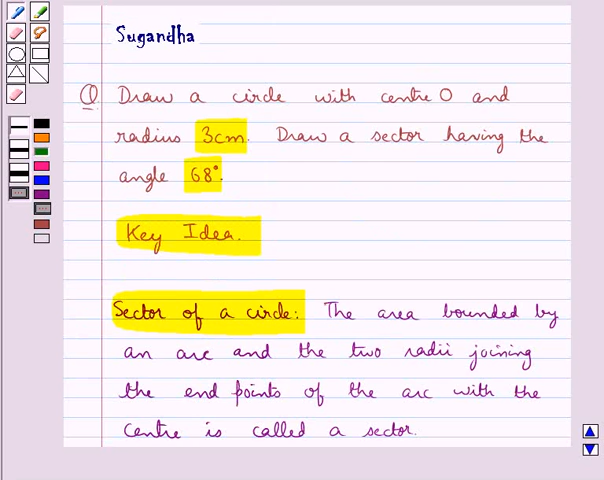 Sugandha
Q Draw a circle with centre O and
radius 3cm. Draw a sector having the
angle 68°.
Key Idea.
Sector of a circle: The area bounded by
an arc and the two radii joining
the end points of the arc with the
centre is called a sector.